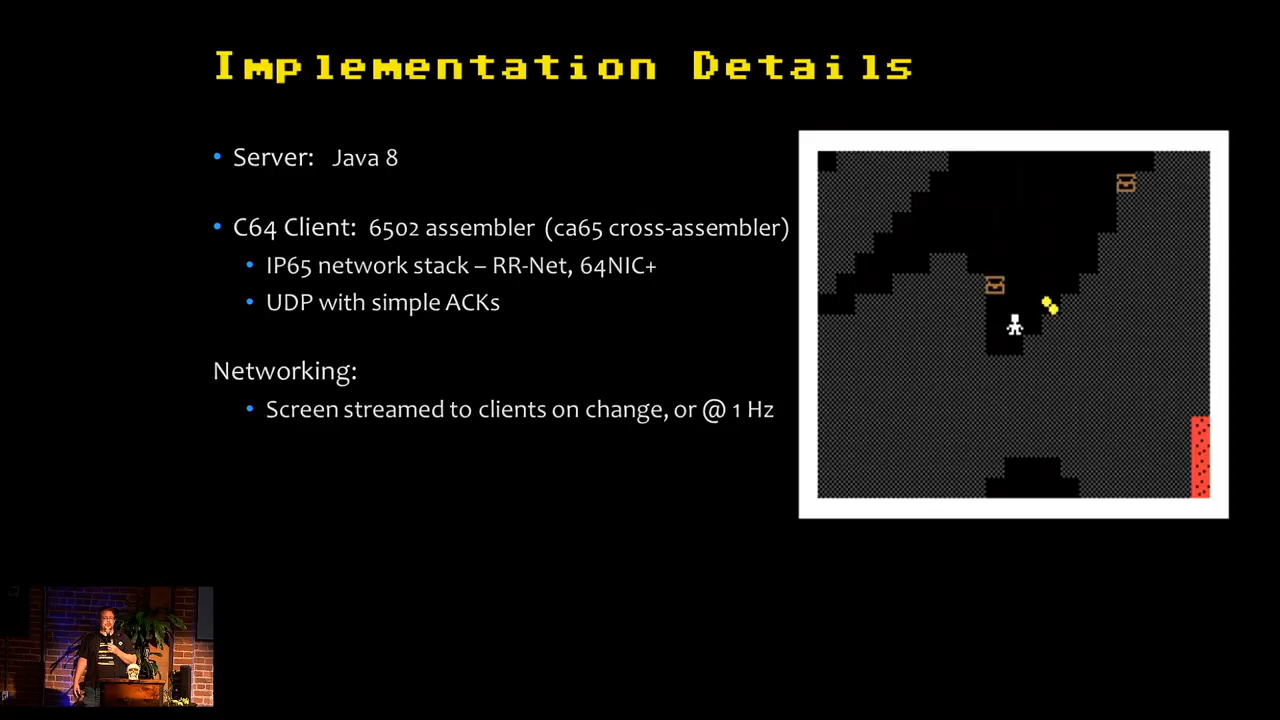 Implementation Details
• Server: Java 8
• C64 Client: 6502 assembler (ca65 cross-assembler)
• IP65 network stack – RR-Net, 64NIC+
• UDP with simple ACKs
Networking:
• Screen streamed to clients on change, or @ 1 Hz